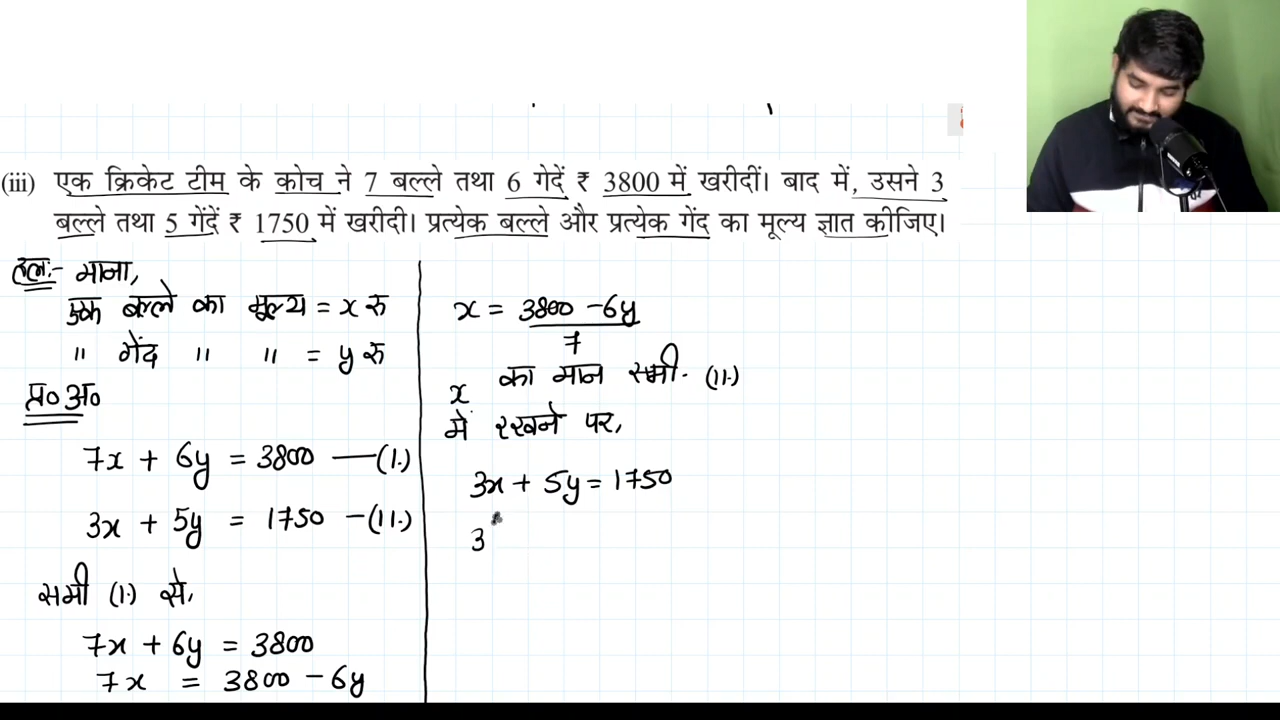 (iii) एक क्रिकेट टीम के कोच ने 7 बल्ले तथा 6 गेदें ₹ 3800 में खरीदीं। बाद में, उसने 3
बल्ले तथा 5 गेंदें ₹ 1750 में खरीदी। प्रत्येक बल्ले और प्रत्येक गेंद का मूल्य ज्ञात कीजिए।
हल:- माना,
एक बल्ले का मूल्य = x रु
" गेंद " " = y रु
प्र० अ०
7x + 6y = 3800 —(I.)
3x + 5y = 1750 —(II.)
समी (I.) से,
7x + 6y = 3800
7x = 3800 - 6y
x = 3800 - 6y
7
x का मान समी. (II.)
में रखने पर,
3x + 5y = 1750
3